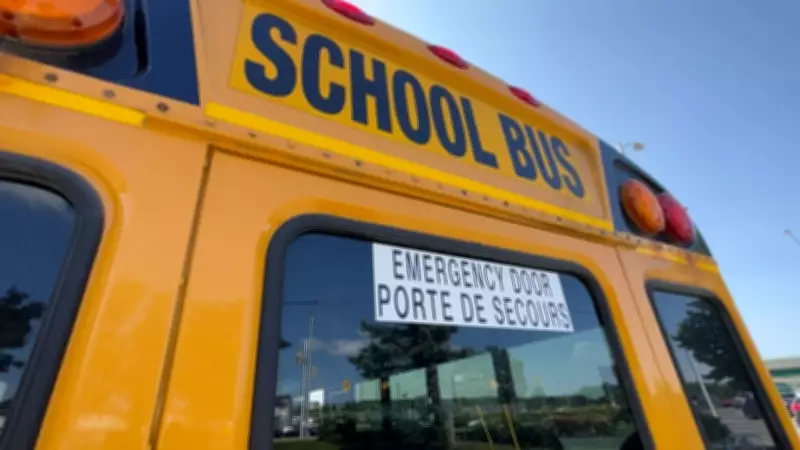 SCHOOL BUS
EMERGENCY DOOR
PORTE DE SECOURS